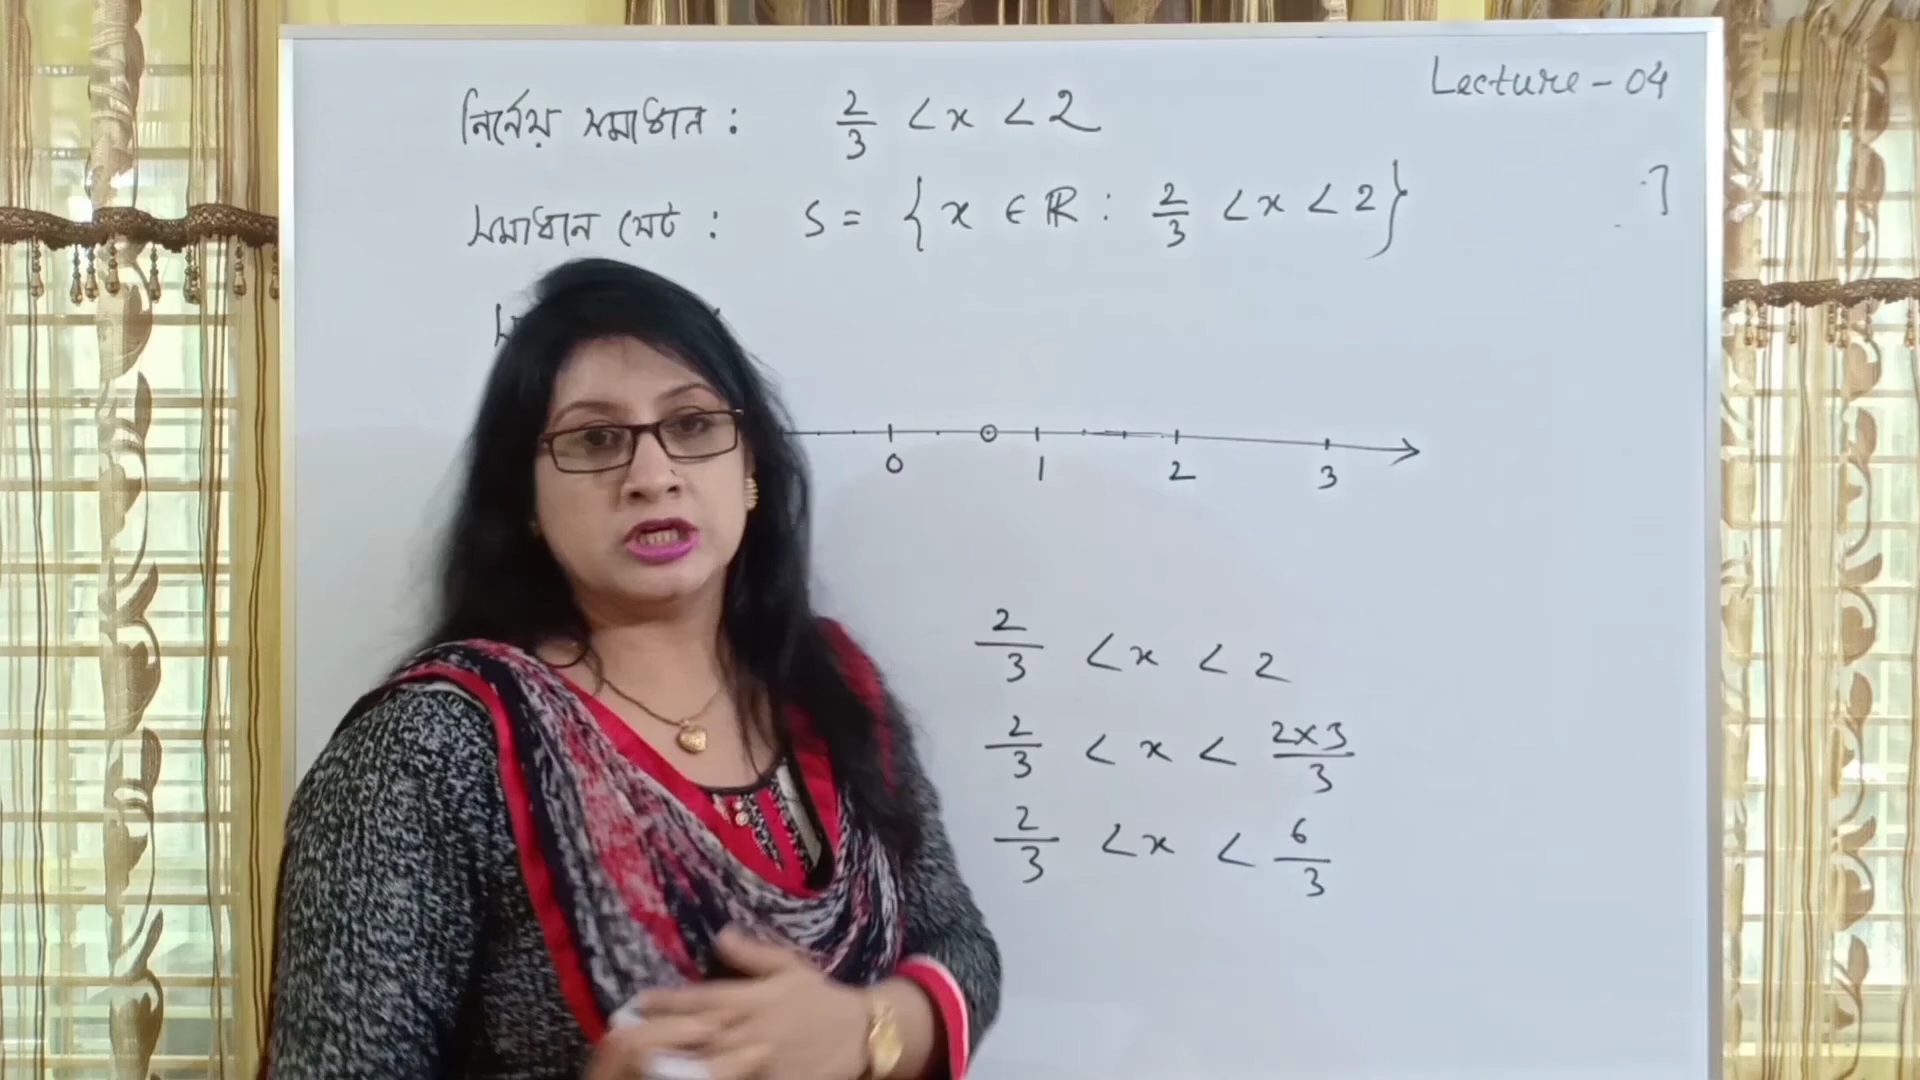 Lecture - 04
নির্নেয় সমাধান : 2/3 < x < 2
সমাধান সেট : S = { x ∈ ℝ : 2/3 < x < 2 }
0 1 2 3
2/3 < x < 2
2/3 < x < 2×3/3
2/3 < x < 6/3